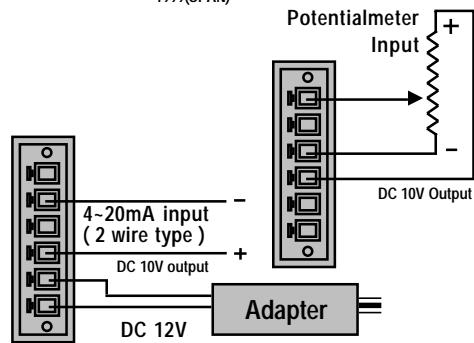 Potentialmeter
Input
+
−
DC 10V Output
4~20mA input
( 2 wire type )
−
+
DC 10V output
Adapter
DC 12V